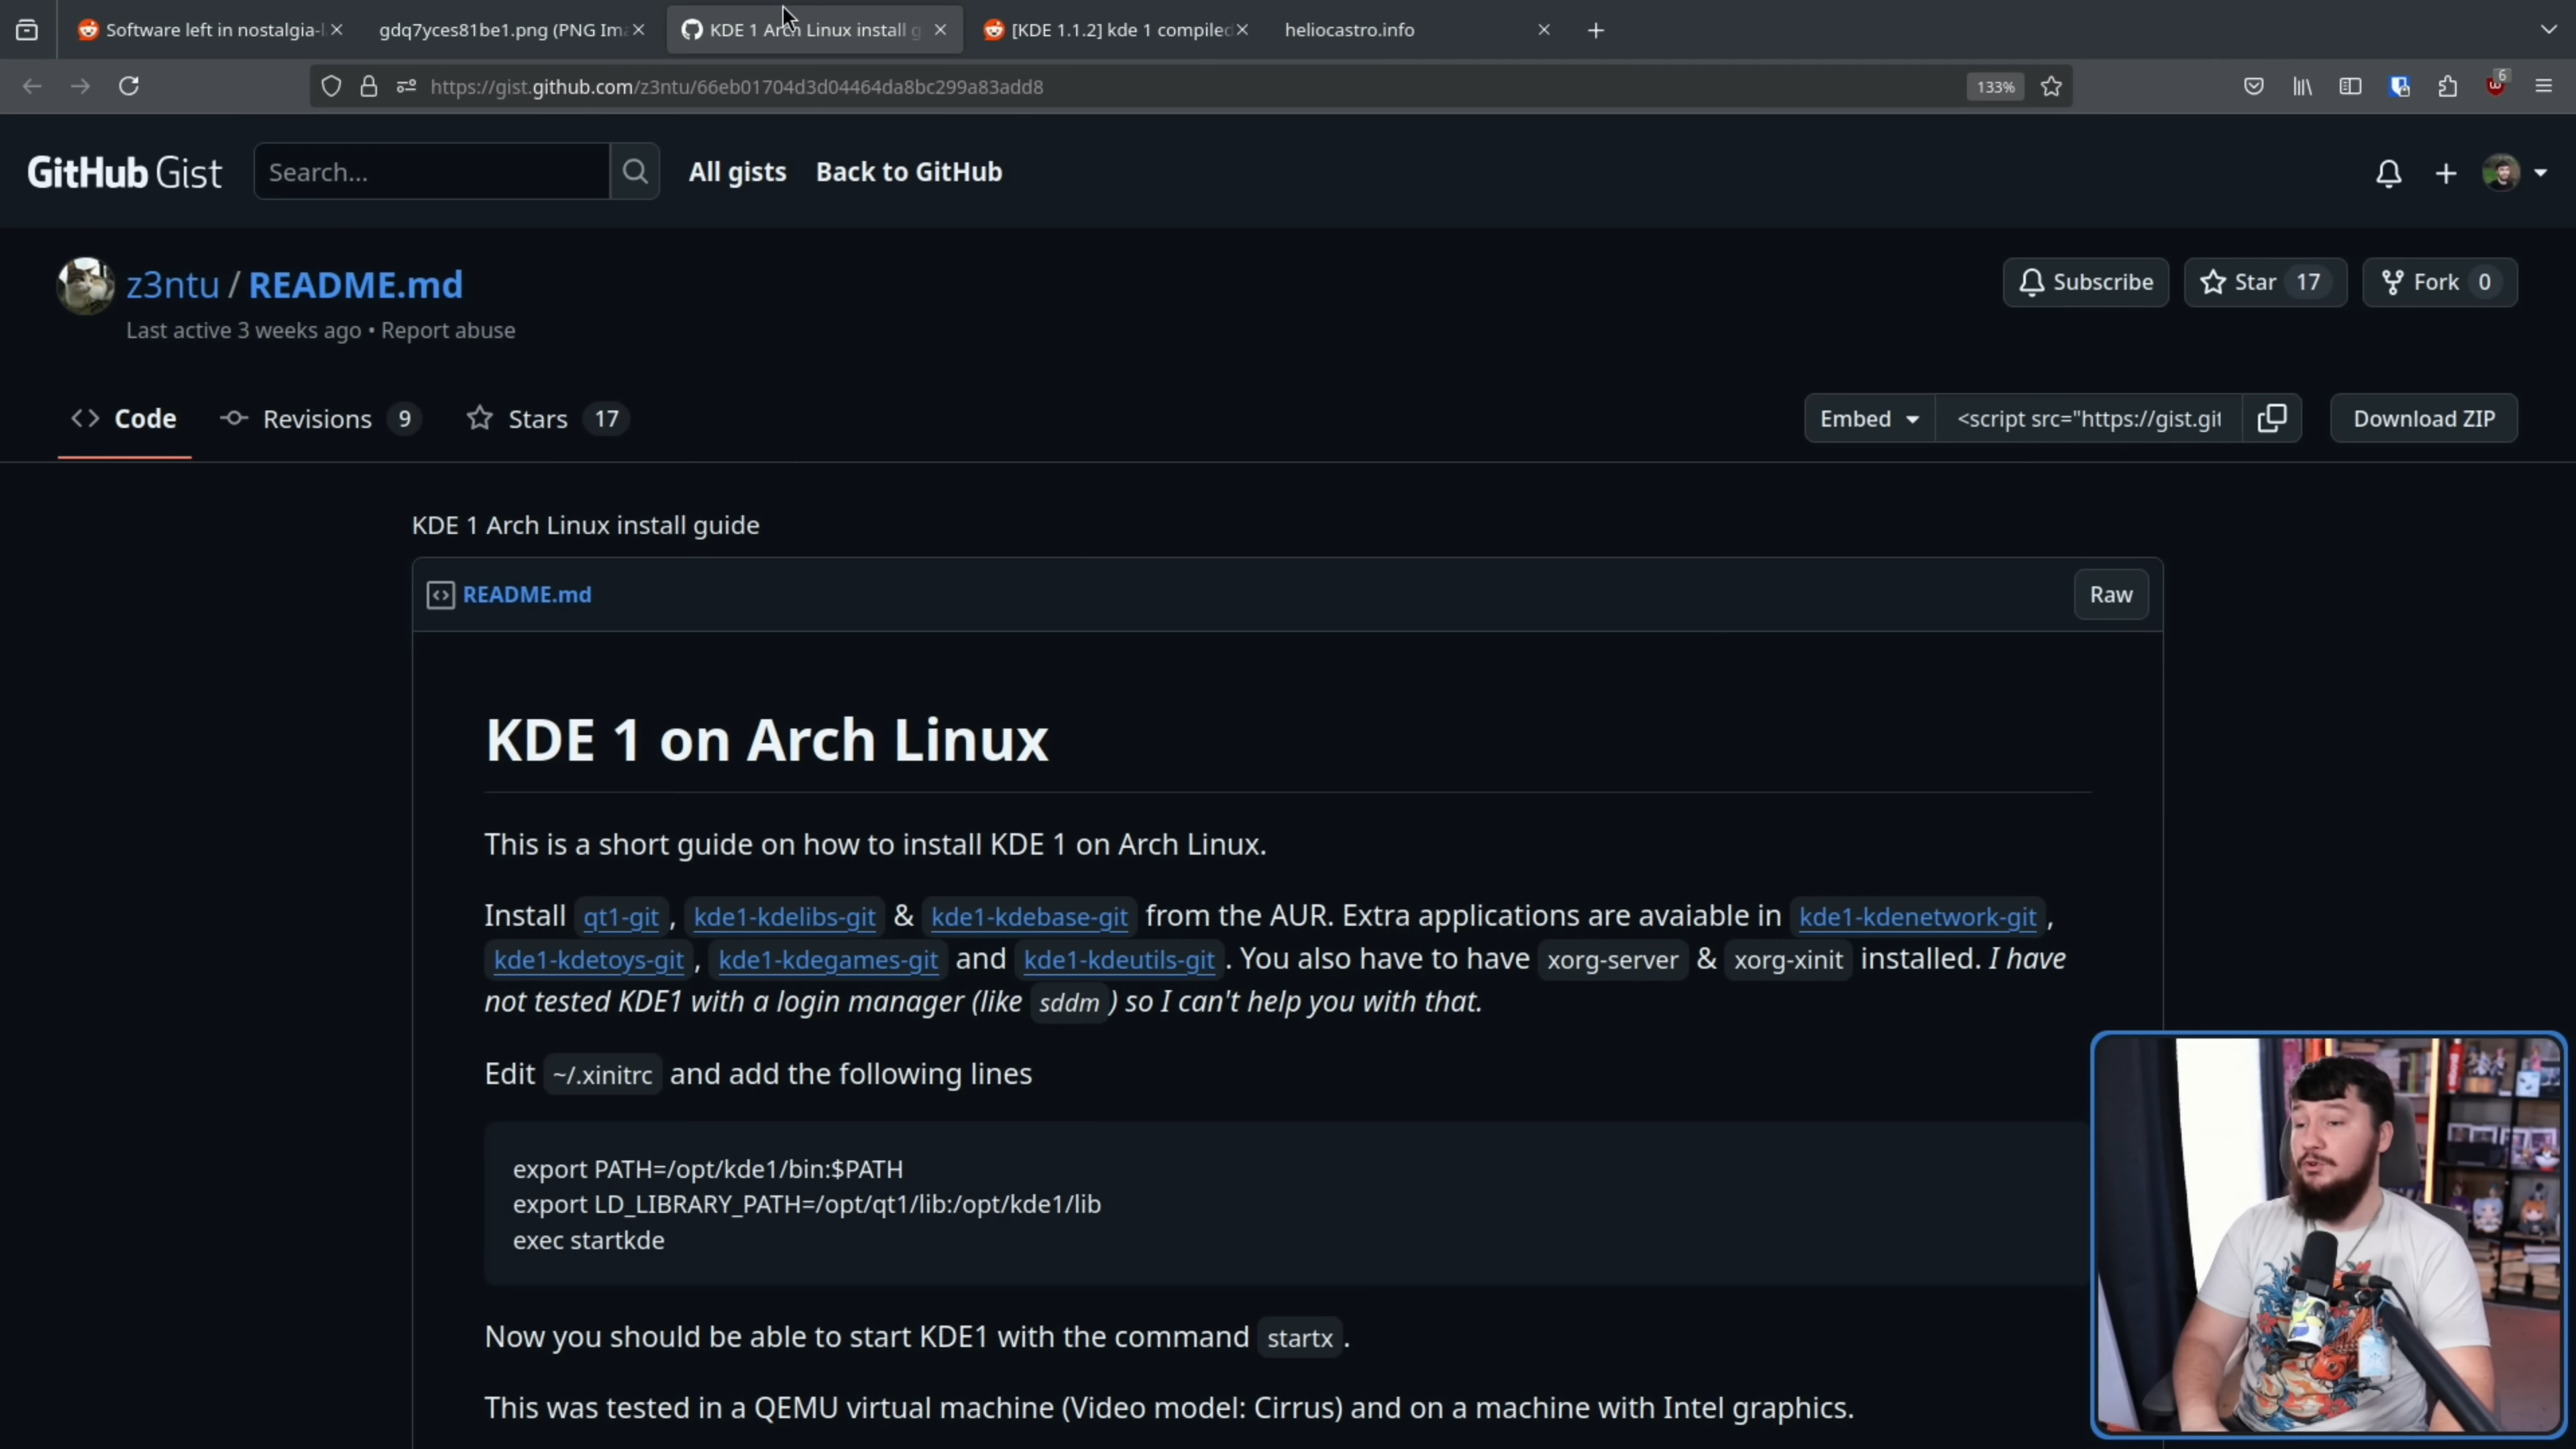 Software left in nostalgia-l
gdq7yces81be1.png (PNG Ima
KDE 1 Arch Linux install g
[KDE 1.1.2] kde 1 compiled
heliocastro.info
https://gist.github.com/z3ntu/66eb01704d3d04464da8bc299a83add8
133%
6
GitHub Gist
Search...
All gists
Back to GitHub
z3ntu / README.md
Last active 3 weeks ago • Report abuse
Subscribe
Star 17
Fork 0
Code
Revisions 9
Stars 17
Embed
<script src="https://gist.git
Download ZIP
KDE 1 Arch Linux install guide
README.md
Raw
KDE 1 on Arch Linux
This is a short guide on how to install KDE 1 on Arch Linux.
Install qt1-git, kde1-kdelibs-git & kde1-kdebase-git from the AUR. Extra applications are avaiable in kde1-kdenetwork-git,
kde1-kdetoys-git, kde1-kdegames-git and kde1-kdeutils-git. You also have to have xorg-server & xorg-xinit installed. I have
not tested KDE1 with a login manager (like sddm) so I can't help you with that.
Edit ~/.xinitrc and add the following lines
export PATH=/opt/kde1/bin:$PATH
export LD_LIBRARY_PATH=/opt/qt1/lib:/opt/kde1/lib
exec startkde
Now you should be able to start KDE1 with the command startx.
This was tested in a QEMU virtual machine (Video model: Cirrus) and on a machine with Intel graphics.